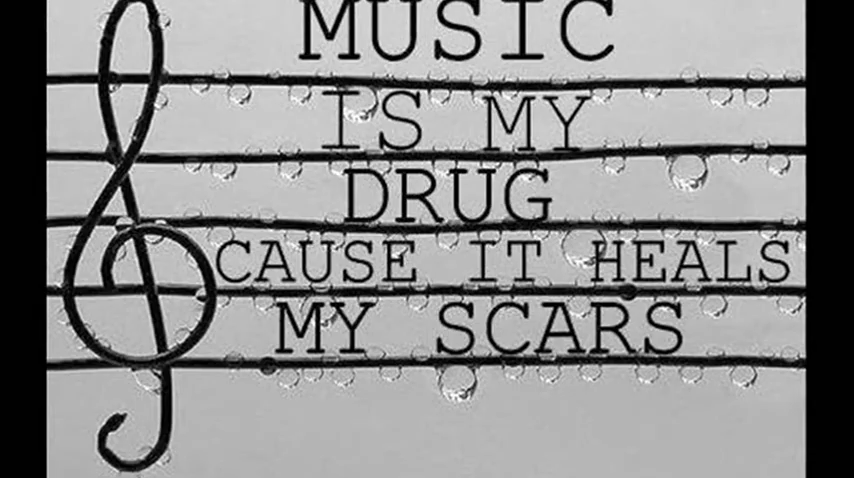 MUSIC
IS MY
DRUG
CAUSE IT HEALS
MY SCARS